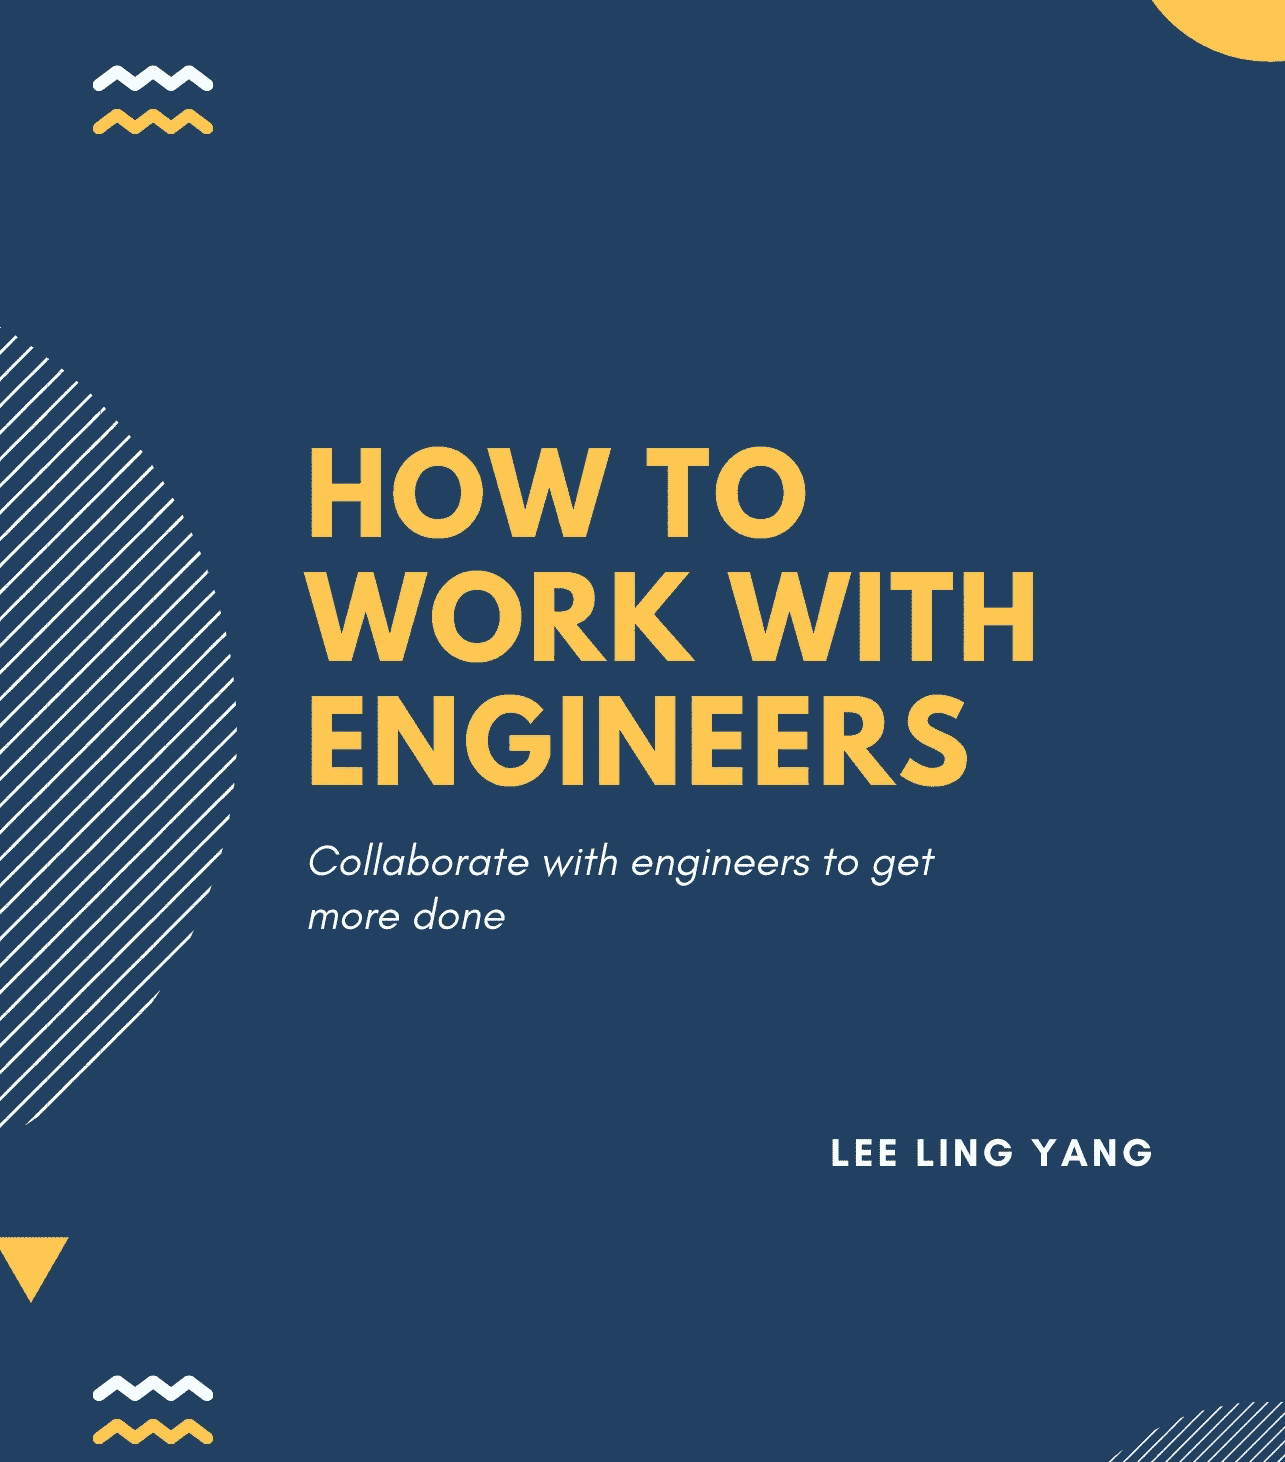 HOW TO
WORK WITH
ENGINEERS
Collaborate with engineers to get
more done
LEE LING YANG